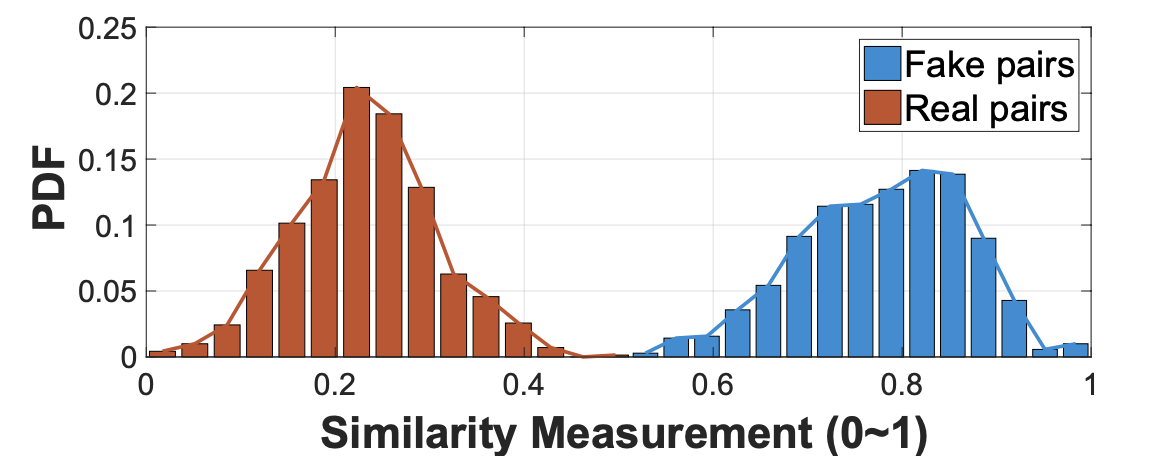 0.25
0.2
0.15
0.1
0.05
0
PDF
Fake pairs
Real pairs
0 0.2 0.4 0.6 0.8 1
Similarity Measurement (0~1)